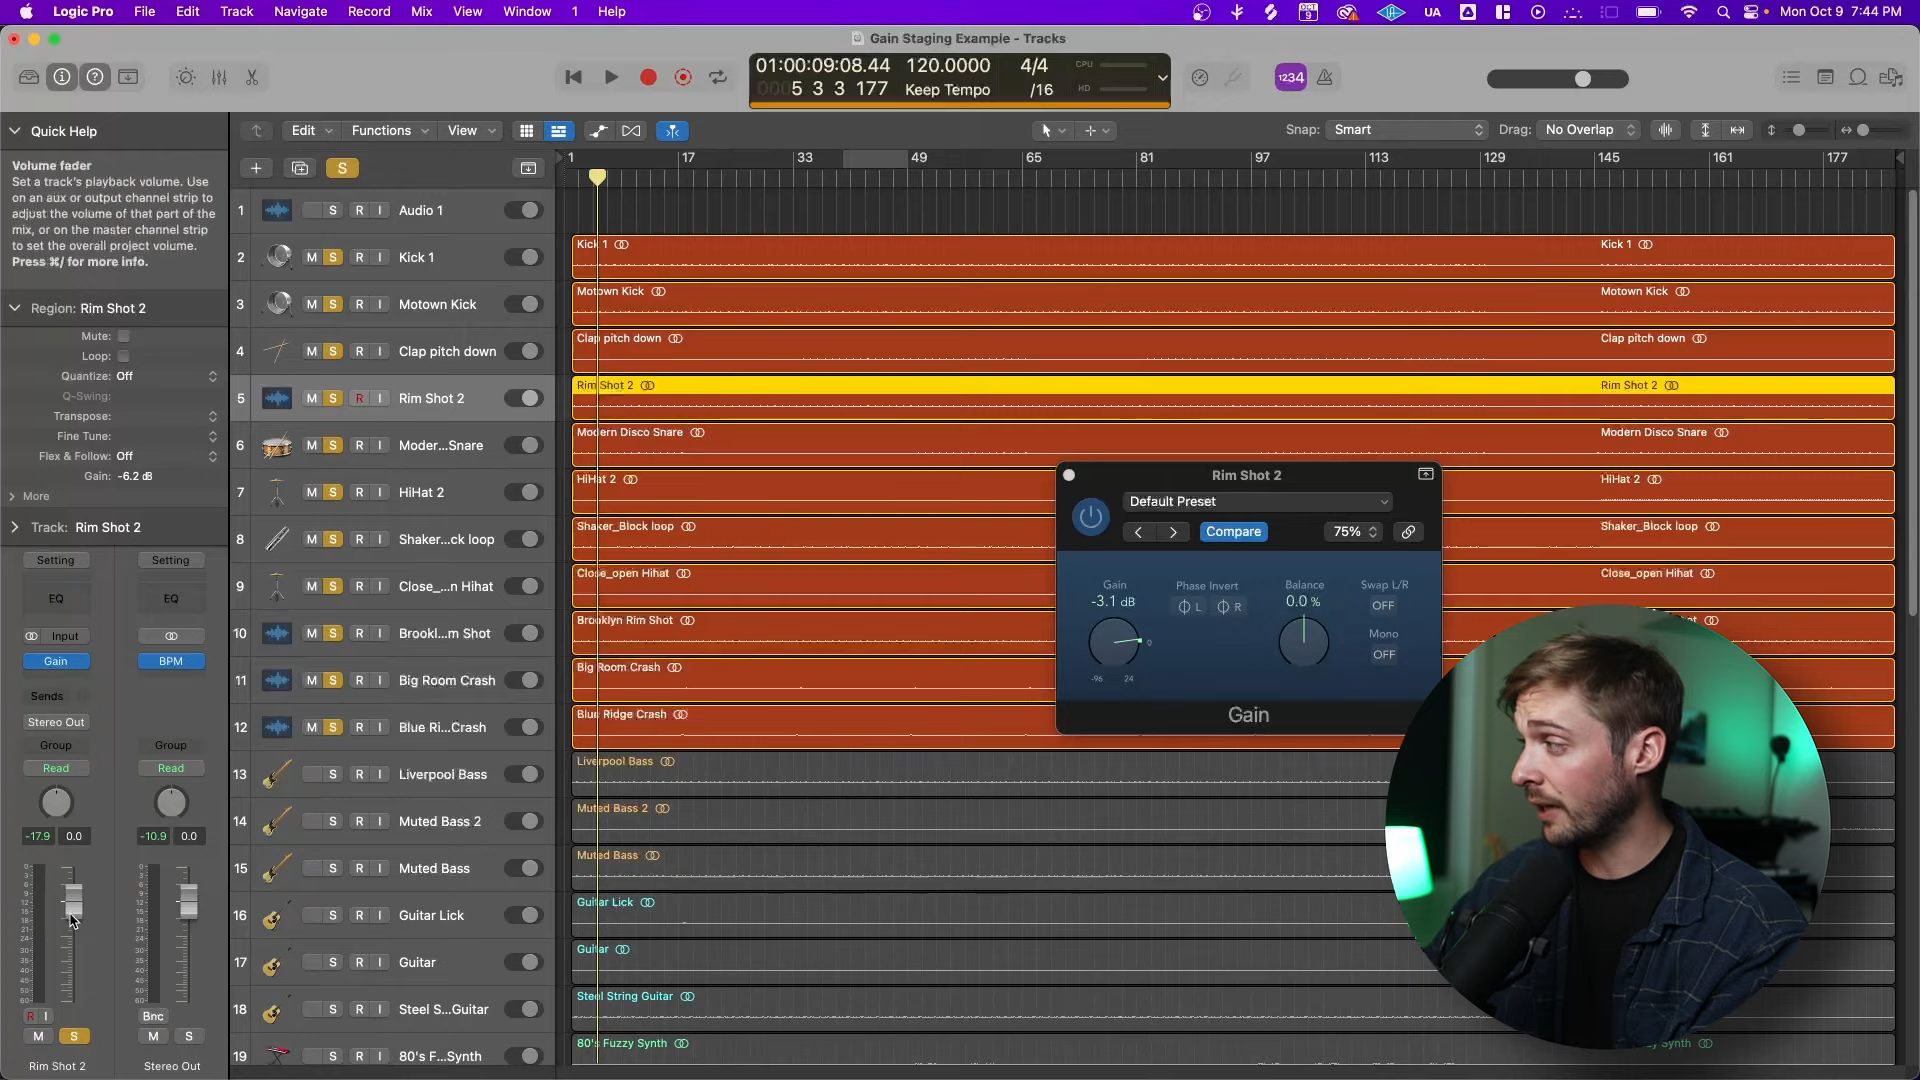 Logic Pro File Edit Track Navigate Record Mix View Window 1 Help
OCT 9 UA Mon Oct 9 7:44 PM
Gain Staging Example - Tracks
01:00:09:08.44 120.0000 4/4 CPU
0005 3 3 177 Keep Tempo /16 HD
1234
Quick Help
Volume fader
Set a track's playback volume. Use
on an aux or output channel strip to
adjust the volume of that part of the
mix, or on the master channel strip
to set the overall project volume.
Press ⌘/ for more info.
Region: Rim Shot 2
Mute:
Loop:
Quantize: Off
Q-Swing:
Transpose:
Fine Tune:
Flex & Follow: Off
Gain: -6.2 dB
More
Track: Rim Shot 2
Setting Setting
EQ EQ
Input
Gain BPM
Sends
Stereo Out
Group Group
Read Read
-17.9 0.0 -10.9 0.0
R I Bnc
M S M S
Rim Shot 2 Stereo Out
Edit Functions View
Snap: Smart Drag: No Overlap
S
1 17 33 49 65 81 97 113 129 145 161 177
1 S R I Audio 1
2 M S R I Kick 1
3 M S R I Motown Kick
4 M S R I Clap pitch down
5 M S R I Rim Shot 2
6 M S R I Moder...Snare
7 M S R I HiHat 2
8 M S R I Shaker...ck loop
9 M S R I Close_...n Hihat
10 M S R I Brookl...m Shot
11 M S R I Big Room Crash
12 M S R I Blue Ri...Crash
13 S R I Liverpool Bass
14 S R I Muted Bass 2
15 S R I Muted Bass
16 S R I Guitar Lick
17 S R I Guitar
18 S R I Steel S...Guitar
19 S R I 80's F...Synth
Kick 1 Kick 1
Motown Kick Motown Kick
Clap pitch down Clap pitch down
Rim Shot 2 Rim Shot 2
Modern Disco Snare Modern Disco Snare
HiHat 2 HiHat 2
Shaker_Block loop Shaker_Block loop
Close_open Hihat Close_open Hihat
Brooklyn Rim Shot
Big Room Crash
Blue Ridge Crash
Liverpool Bass
Muted Bass 2
Muted Bass
Guitar Lick
Guitar
Steel String Guitar
80's Fuzzy Synth
Rim Shot 2
Default Preset
Compare 75%
Gain Phase Invert Balance Swap L/R
-3.1 dB L R 0.0 % OFF
0 Mono
OFF
-96 24
Gain